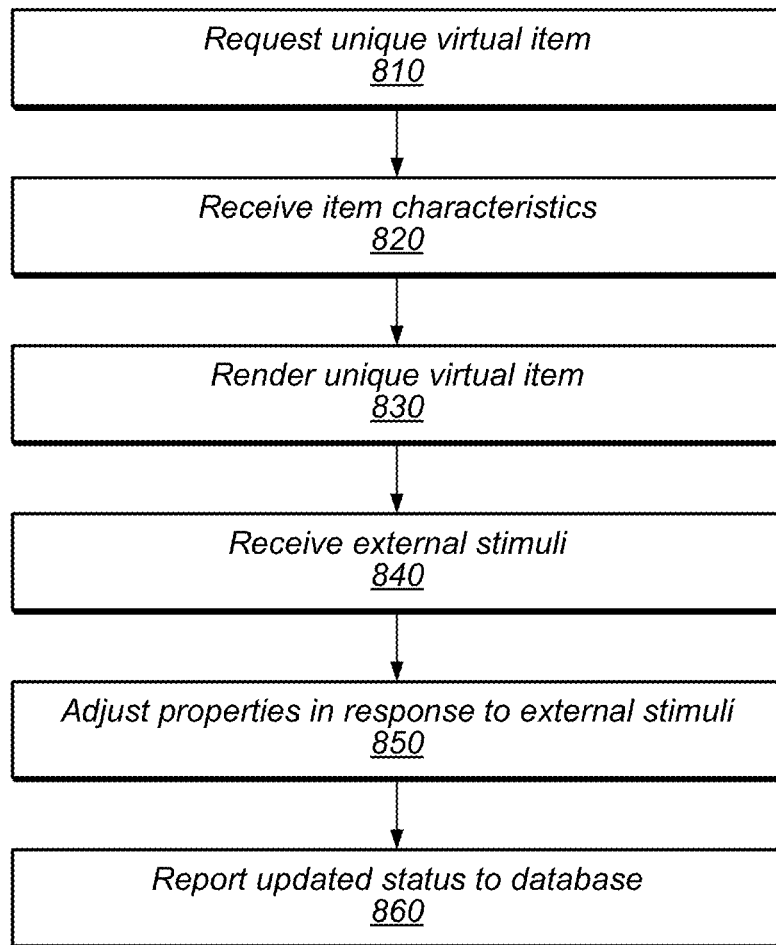 Request unique virtual item
810
Receive item characteristics
820
Render unique virtual item
830
Receive external stimuli
840
Adjust properties in response to external stimuli
850
Report updated status to database
860